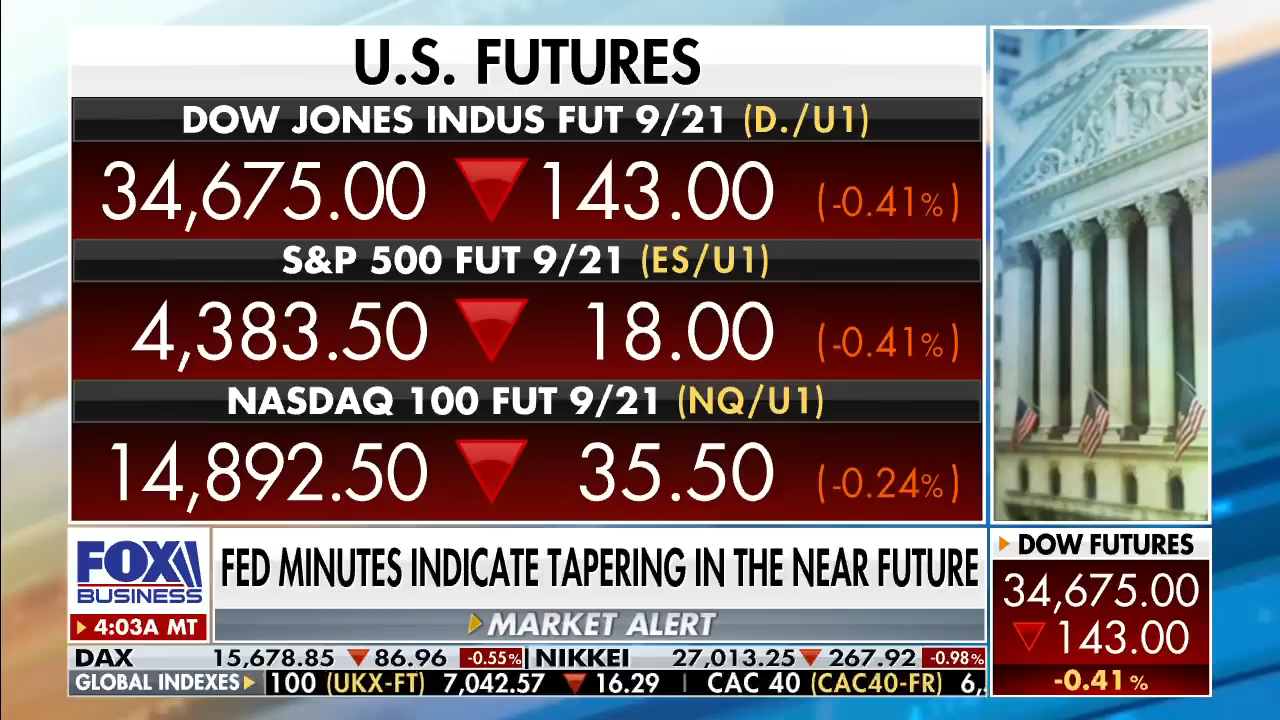 U.S. FUTURES
DOW JONES INDUS FUT 9/21 (D./U1)
34,675.00 ▼ 143.00 (-0.41%)
S&P 500 FUT 9/21 (ES/U1)
4,383.50 ▼ 18.00 (-0.41%)
NASDAQ 100 FUT 9/21 (NQ/U1)
14,892.50 ▼ 35.50 (-0.24%)
FOX
BUSINESS
4:03A MT
FED MINUTES INDICATE TAPERING IN THE NEAR FUTURE
MARKET ALERT
DOW FUTURES
34,675.00
▼ 143.00
-0.41%
DAX 15,678.85 ▼ 86.96 -0.55% NIKKEI 27,013.25 ▼ 267.92 -0.98%
GLOBAL INDEXES 100 (UKX-FT) 7,042.57 ▼ 16.29 | CAC 40 (CAC40-FR) 6,